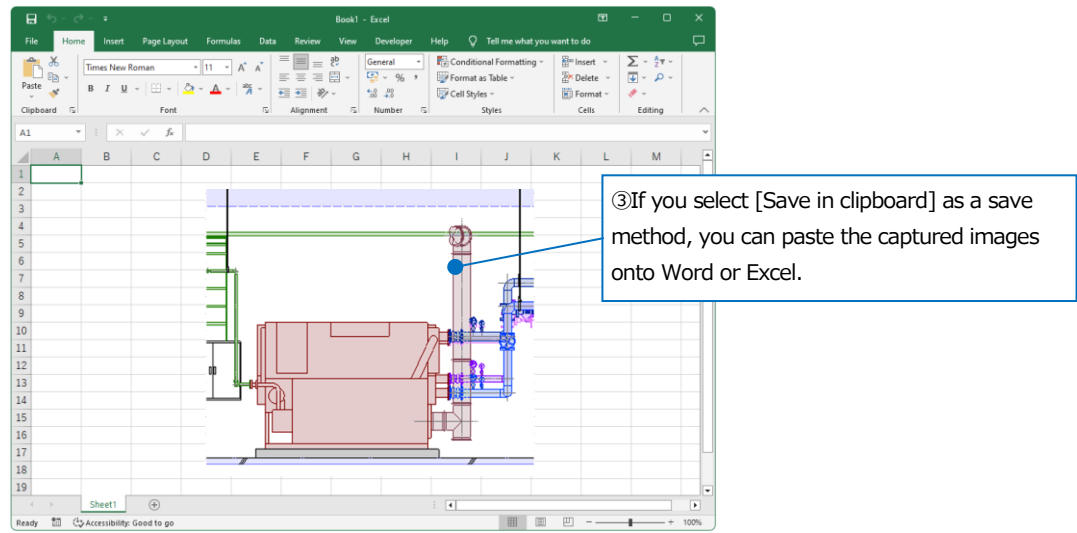 Book1 - Excel
File Home Insert Page Layout Formulas Data Review View Developer Help Tell me what you want to do
Times New Roman 11 A A General Conditional Formatting Insert Σ
Paste B I U A % , Format as Table Delete
Cell Styles Format
Clipboard Font Alignment Number Styles Cells Editing
A1 fx
A B C D E F G H I J K L M
1
2
3
4
5
6
7
8
9
10
11
12
13
14
15
16
17
18
19
③If you select [Save in clipboard] as a save
method, you can paste the captured images
onto Word or Excel.
Sheet1
Ready Accessibility: Good to go 100%